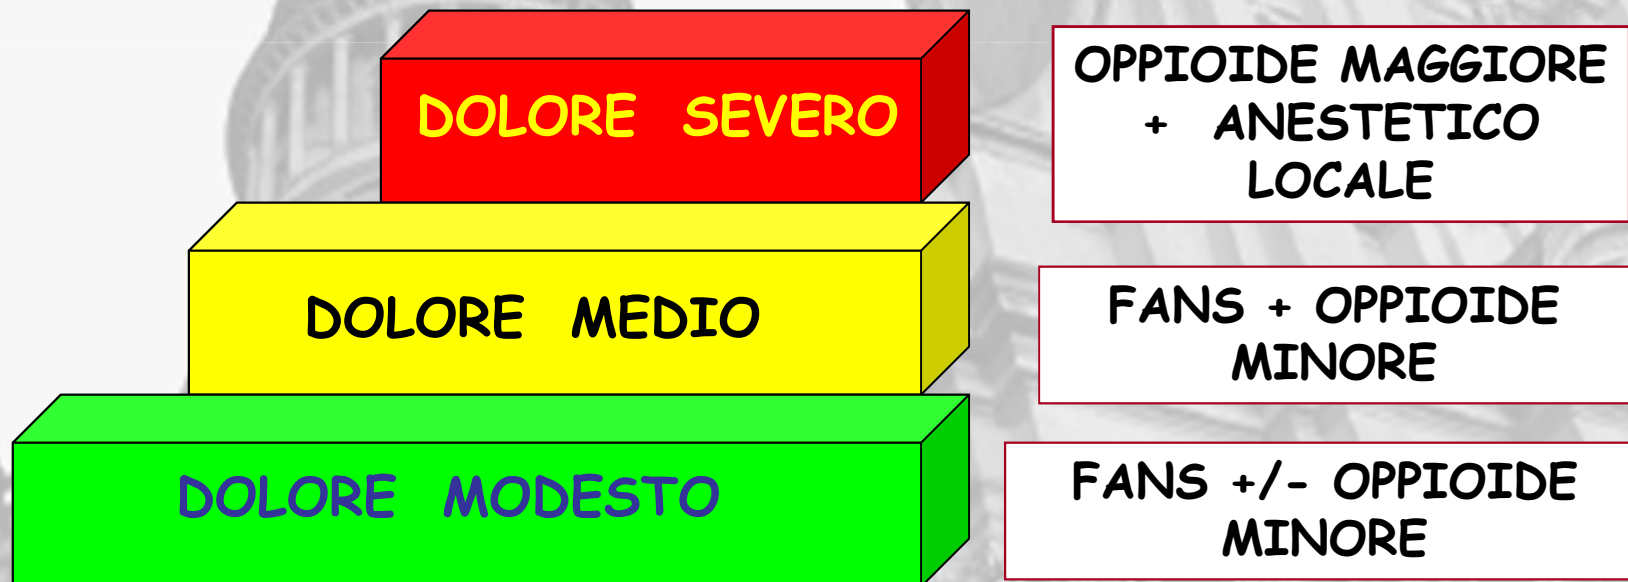 DOLORE SEVERO
OPPIOIDE MAGGIORE
+ ANESTETICO
LOCALE
DOLORE MEDIO
FANS + OPPIOIDE
MINORE
DOLORE MODESTO
FANS +/- OPPIOIDE
MINORE